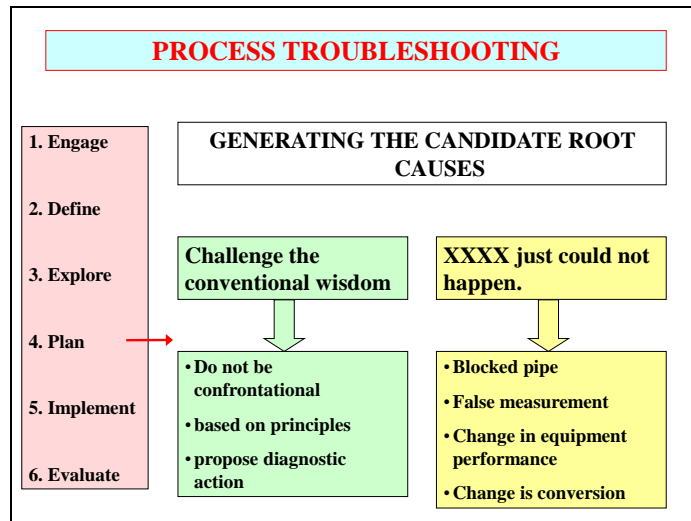 PROCESS TROUBLESHOOTING
1. Engage
2. Define
3. Explore
4. Plan
5. Implement
6. Evaluate
GENERATING THE CANDIDATE ROOT
CAUSES
Challenge the
conventional wisdom
• Do not be
confrontational
• based on principles
• propose diagnostic
action
XXXX just could not
happen.
• Blocked pipe
• False measurement
• Change in equipment
performance
• Change is conversion